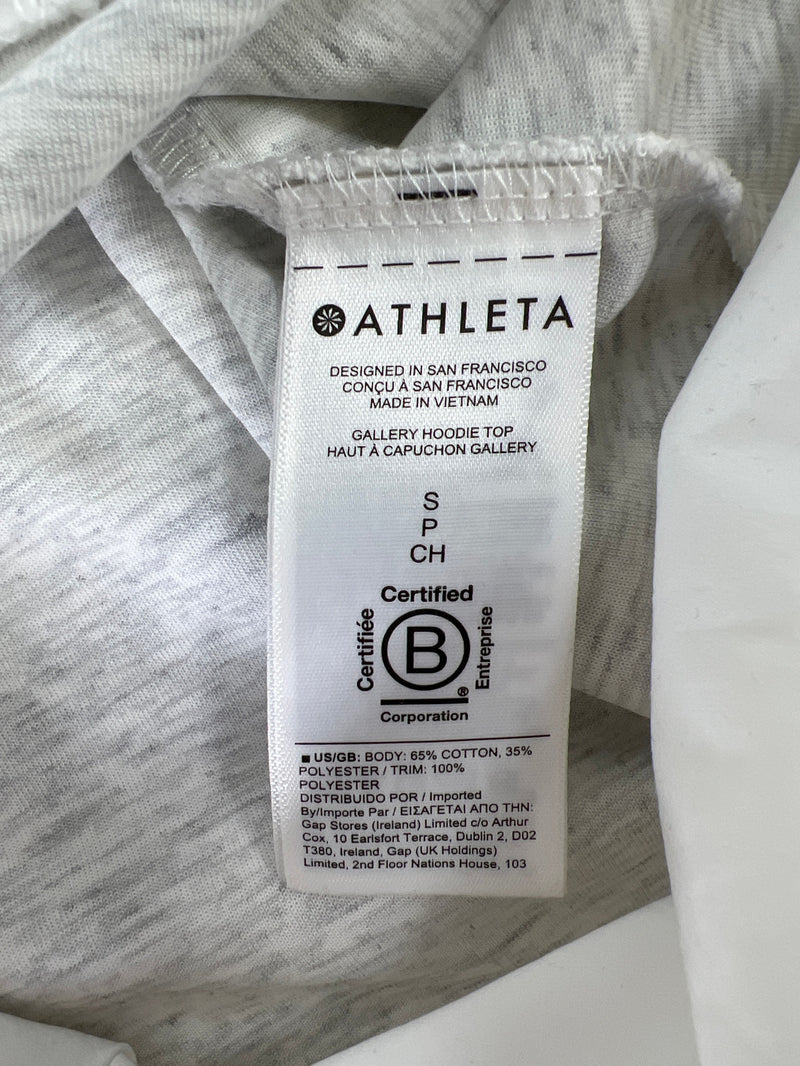 ATHLETA
DESIGNED IN SAN FRANCISCO
CONÇU À SAN FRANCISCO
MADE IN VIETNAM
GALLERY HOODIE TOP
HAUT À CAPUCHON GALLERY
S
P
CH
Certified
Certifiée
B
Entreprise
®
Corporation
■ US/GB: BODY: 65% COTTON, 35%
POLYESTER / TRIM: 100%
POLYESTER
DISTRIBUIDO POR / Imported
By/Importe Par / ΕΙΣΑΓΕΤΑΙ ΑΠΟ ΤΗΝ:
Gap Stores (Ireland) Limited c/o Arthur
Cox, 10 Earlsfort Terrace, Dublin 2, D02
T380, Ireland, Gap (UK Holdings)
Limited, 2nd Floor Nations House, 103